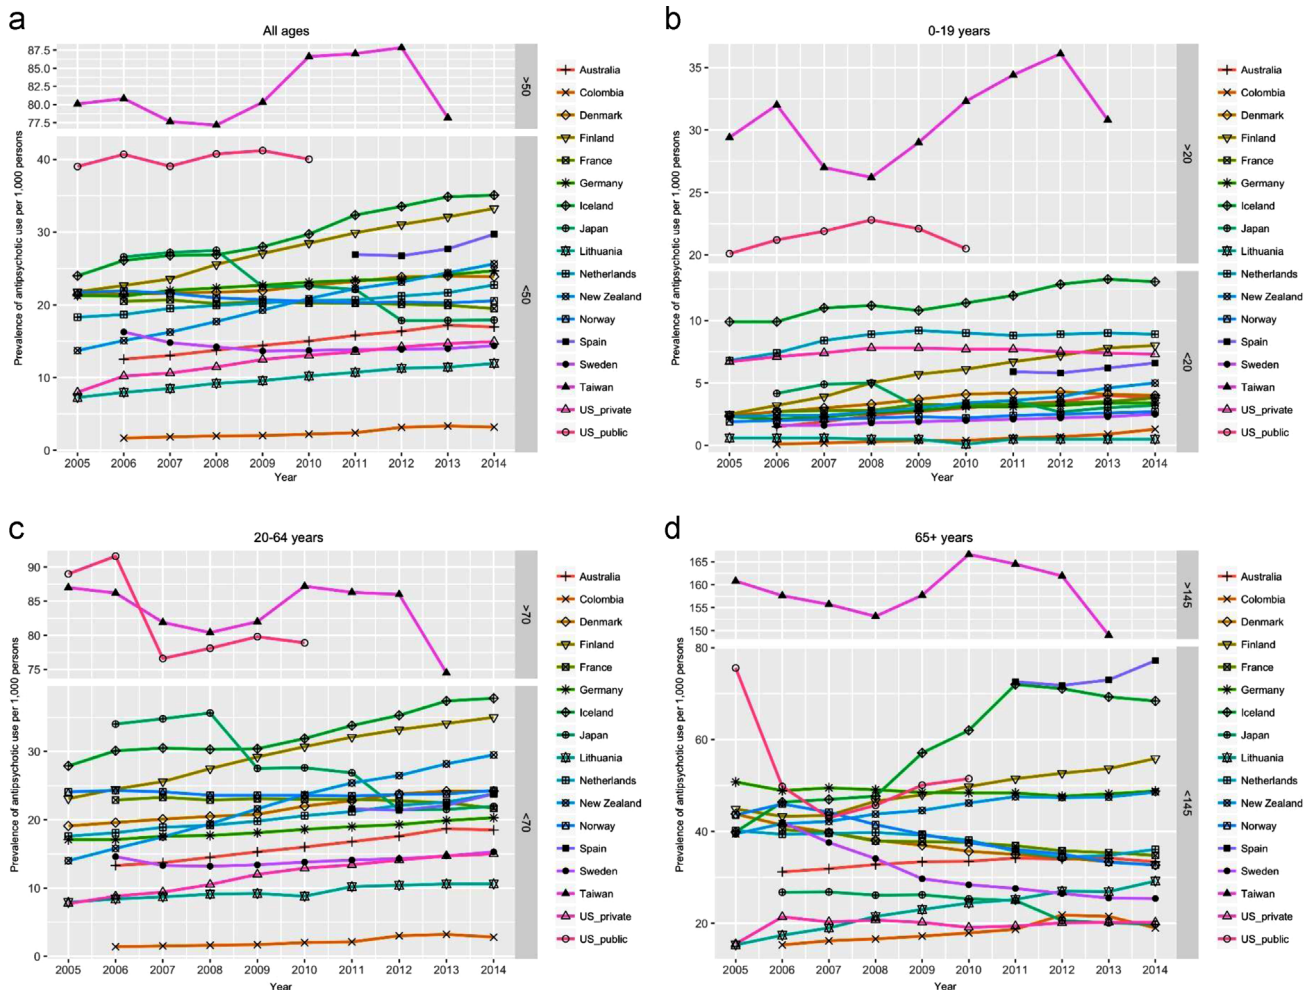 a
All ages
Prevalence of antipsychotic use per 1,000 persons
87.5
85.0
82.5
80.0
77.5
>50
40
30
20
10
0
<50
2005 2006 2007 2008 2009 2010 2011 2012 2013 2014
Year
Australia
Colombia
Denmark
Finland
France
Germany
Iceland
Japan
Lithuania
Netherlands
New Zealand
Norway
Spain
Sweden
Taiwan
US_private
US_public
b
0-19 years
Prevalence of antipsychotic use per 1,000 persons
35
30
25
20
>20
10
5
0
<20
2005 2006 2007 2008 2009 2010 2011 2012 2013 2014
Year
Australia
Colombia
Denmark
Finland
France
Germany
Iceland
Japan
Lithuania
Netherlands
New Zealand
Norway
Spain
Sweden
Taiwan
US_private
US_public
c
20-64 years
Prevalence of antipsychotic use per 1,000 persons
90
85
80
75
>70
30
20
10
0
<70
2005 2006 2007 2008 2009 2010 2011 2012 2013 2014
Year
Australia
Colombia
Denmark
Finland
France
Germany
Iceland
Japan
Lithuania
Netherlands
New Zealand
Norway
Spain
Sweden
Taiwan
US_private
US_public
d
65+ years
Prevalence of antipsychotic use per 1,000 persons
165
160
155
150
>145
80
60
40
20
<145
2005 2006 2007 2008 2009 2010 2011 2012 2013 2014
Year
Australia
Colombia
Denmark
Finland
France
Germany
Iceland
Japan
Lithuania
Netherlands
New Zealand
Norway
Spain
Sweden
Taiwan
US_private
US_public